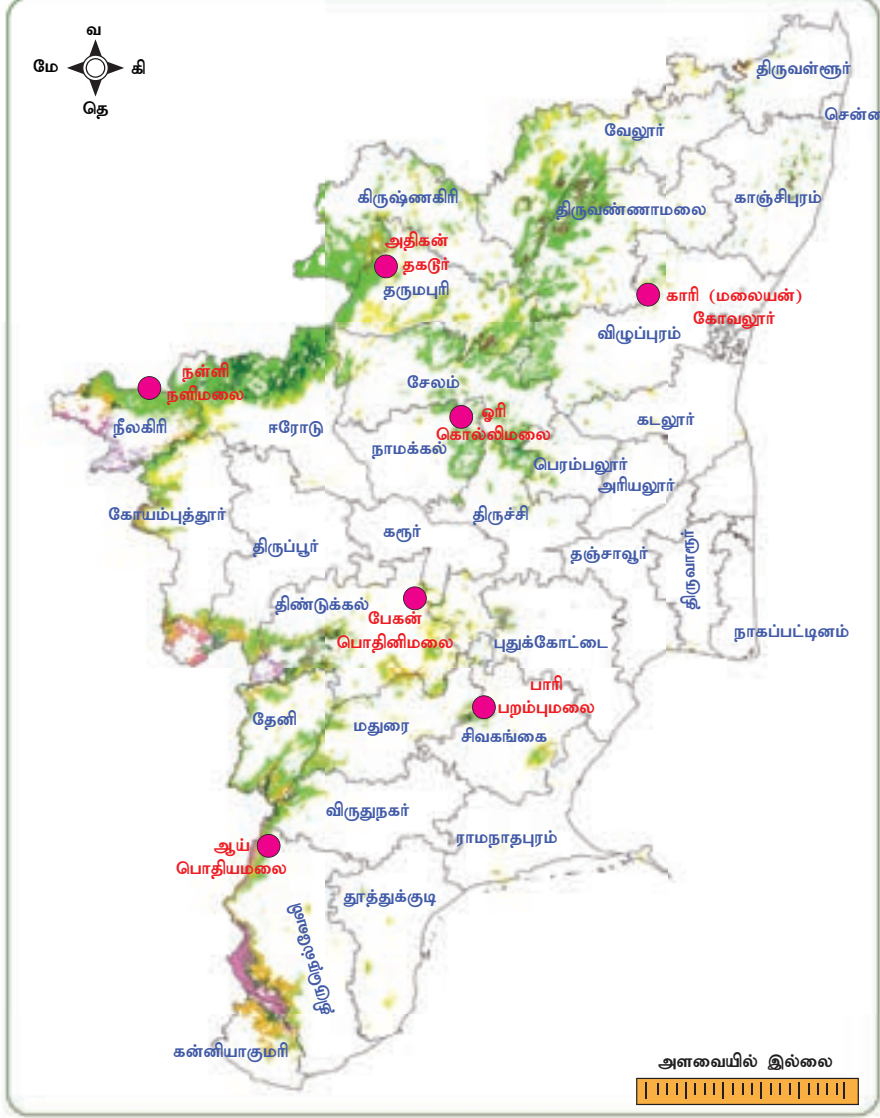 வ
மே
கி
தெ
திருவள்ளூர்
சென்னை
வேலூர்
கிருஷ்ணகிரி
திருவண்ணாமலை
காஞ்சிபுரம்
அதிகன்
தகடூர்
தருமபுரி
காரி (மலையன்)
கோவலூர்
விழுப்புரம்
நள்ளி
நளிமலை
நீலகிரி
ஈரோடு
சேலம்
ஓரி
கொல்லிமலை
நாமக்கல்
கடலூர்
பெரம்பலூர்
அரியலூர்
கோயம்புத்தூர்
திருப்பூர்
கரூர்
திருச்சி
தஞ்சாவூர்
திருவாரூர்
நாகப்பட்டினம்
திண்டுக்கல்
பேகன்
பொதினிமலை
புதுக்கோட்டை
பாரி
பறம்புமலை
சிவகங்கை
தேனி
மதுரை
விருதுநகர்
ராமநாதபுரம்
ஆய்
பொதியமலை
தூத்துக்குடி
திருநெல்வேலி
கன்னியாகுமரி
அளவையில் இல்லை